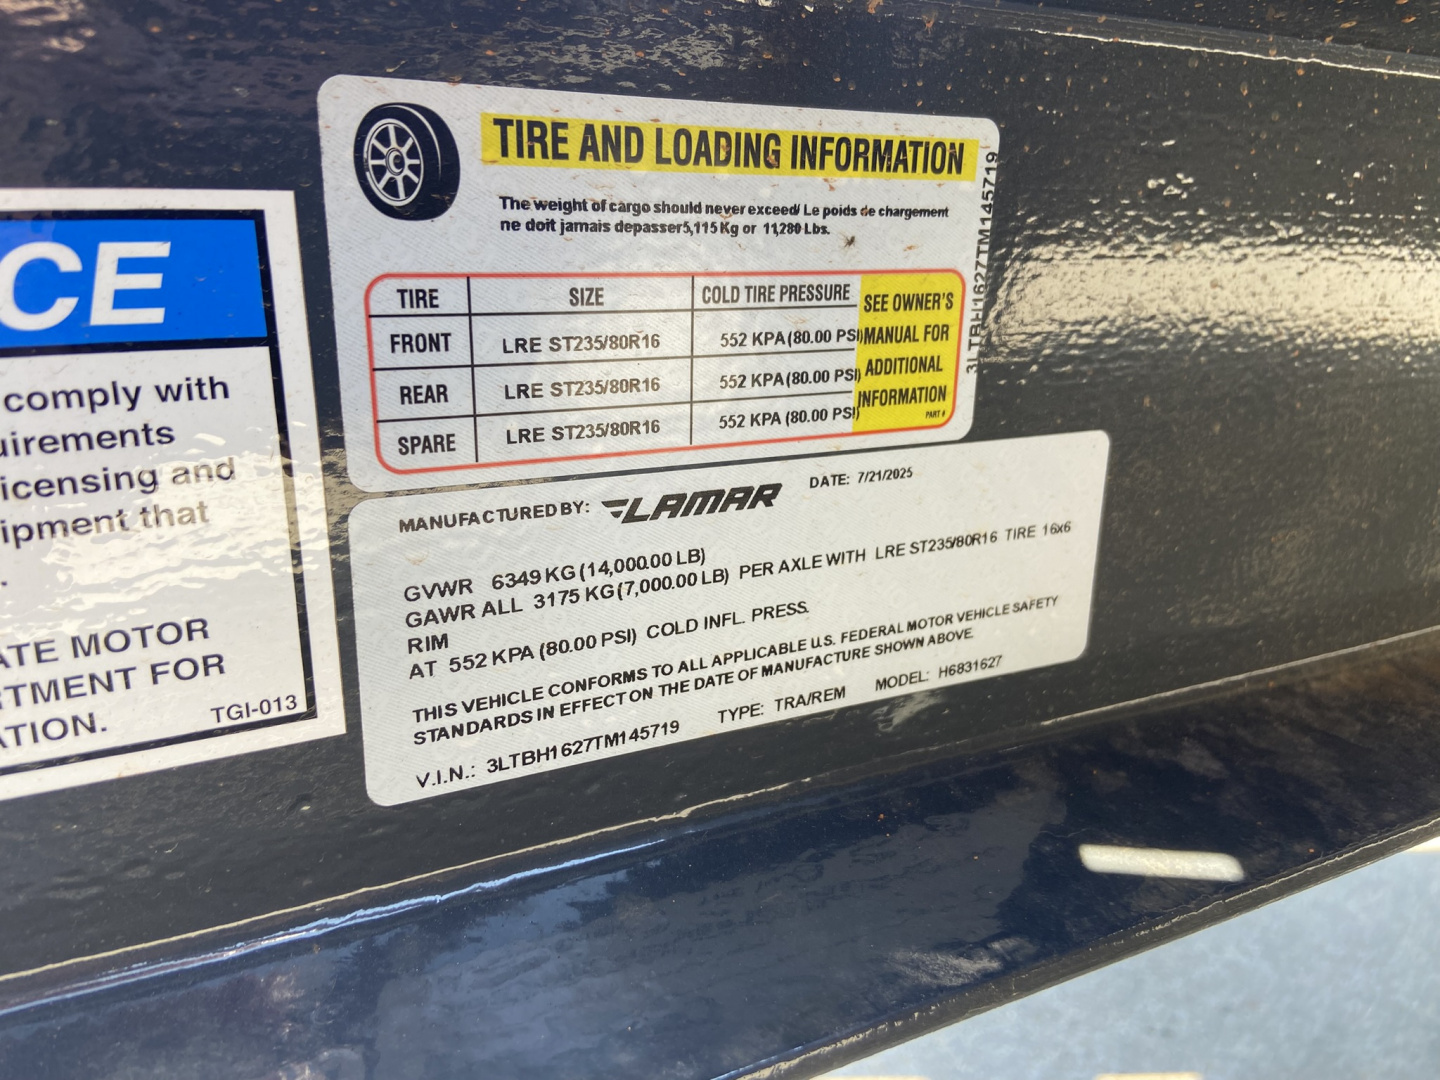 CE
comply with
uirements
icensing and
ipment that
.
ATE MOTOR
TMENT FOR
ATION.
TGI-013
TIRE AND LOADING INFORMATION
The weight of cargo should never exceed/ Le poids de chargement
ne doit jamais depasser5,115 Kg or 11,280 Lbs.
TIRE SIZE COLD TIRE PRESSURE
FRONT LRE ST235/80R16 552 KPA (80.00 PSI)
REAR LRE ST235/80R16 552 KPA (80.00 PSI)
SPARE LRE ST235/80R16 552 KPA (80.00 PSI)
SEE OWNER'S
MANUAL FOR
ADDITIONAL
INFORMATION
PART #
3LTBH1627TM145719
MANUFACTURED BY: LAMAR DATE: 7/21/2025
GVWR 6349 KG (14,000.00 LB)
GAWR ALL 3175 KG (7,000.00 LB) PER AXLE WITH LRE ST235/80R16 TIRE 16x6
RIM
AT 552 KPA (80.00 PSI) COLD INFL. PRESS.
THIS VEHICLE CONFORMS TO ALL APPLICABLE U.S. FEDERAL MOTOR VEHICLE SAFETY
STANDARDS IN EFFECT ON THE DATE OF MANUFACTURE SHOWN ABOVE.
V.I.N.: 3LTBH1627TM145719 TYPE: TRA/REM MODEL: H6831627